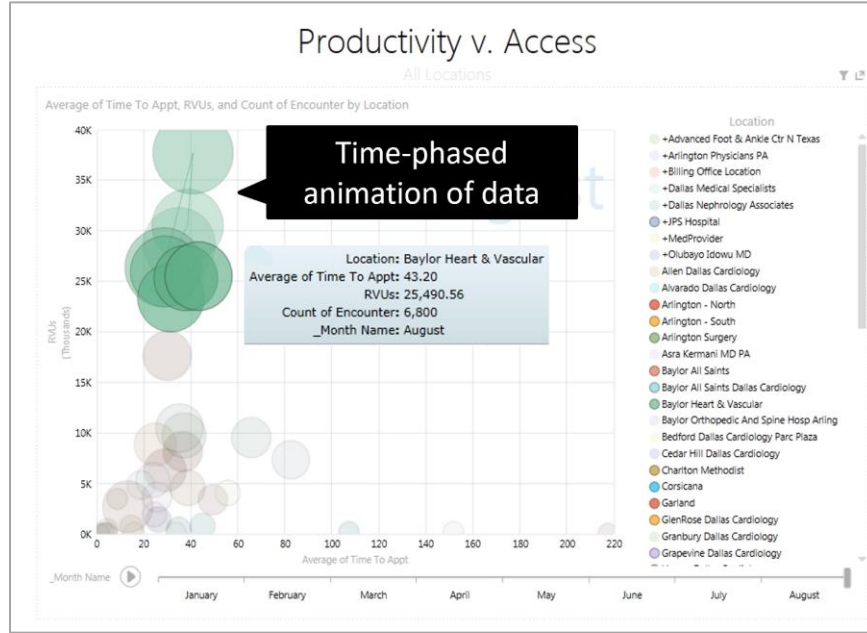 Productivity v. Access
All Locations
Average of Time To Appt, RVUs, and Count of Encounter by Location
Time-phased
animation of data
40K
35K
30K
25K
20K
15K
10K
5K
0K
RVUs
(Thousands)
Location: Baylor Heart & Vascular
Average of Time To Appt: 43.20
RVUs: 25,490.56
Count of Encounter: 6,800
_Month Name: August
0 20 40 60 80 100 120 140 160 180 200 220
Average of Time To Appt
Location
+Advanced Foot & Ankle Ctr N Texas
+Arlington Physicians PA
+Billing Office Location
+Dallas Medical Specialists
+Dallas Nephrology Associates
+JPS Hospital
+MedProvider
+Olubayo Idowu MD
Allen Dallas Cardiology
Alvarado Dallas Cardiology
Arlington - North
Arlington - South
Arlington Surgery
Asra Kermani MD PA
Baylor All Saints
Baylor All Saints Dallas Cardiology
Baylor Heart & Vascular
Baylor Orthopedic And Spine Hosp Arling
Bedford Dallas Cardiology Parc Plaza
Cedar Hill Dallas Cardiology
Charlton Methodist
Corsicana
Garland
GlenRose Dallas Cardiology
Granbury Dallas Cardiology
Grapevine Dallas Cardiology
_Month Name
January February March April May June July August